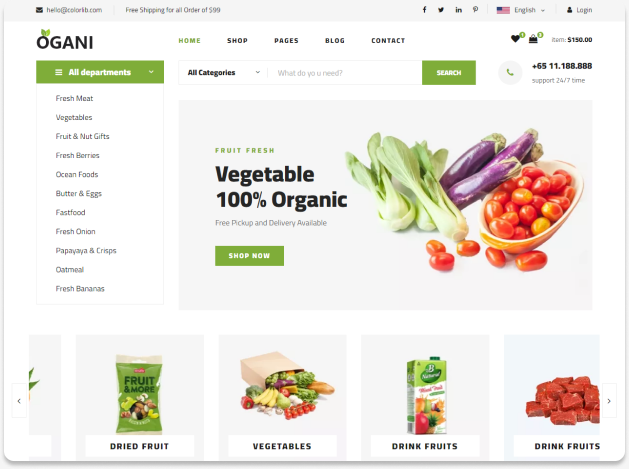 hello@colorlib.com Free Shipping for all Order of $99 English Login
OGANI HOME SHOP PAGES BLOG CONTACT 1 3 item: $150.00
All departments All Categories What do yo u need? SEARCH +65 11.188.888
support 24/7 time
Fresh Meat
Vegetables
Fruit & Nut Gifts
Fresh Berries
Ocean Foods
Butter & Eggs
Fastfood
Fresh Onion
Papayaya & Crisps
Oatmeal
Fresh Bananas
FRUIT FRESH
Vegetable
100% Organic
Free Pickup and Delivery Available
SHOP NOW
FRUIT
&MORE
DRIED FRUIT VEGETABLES DRINK FRUITS DRINK FRUITS